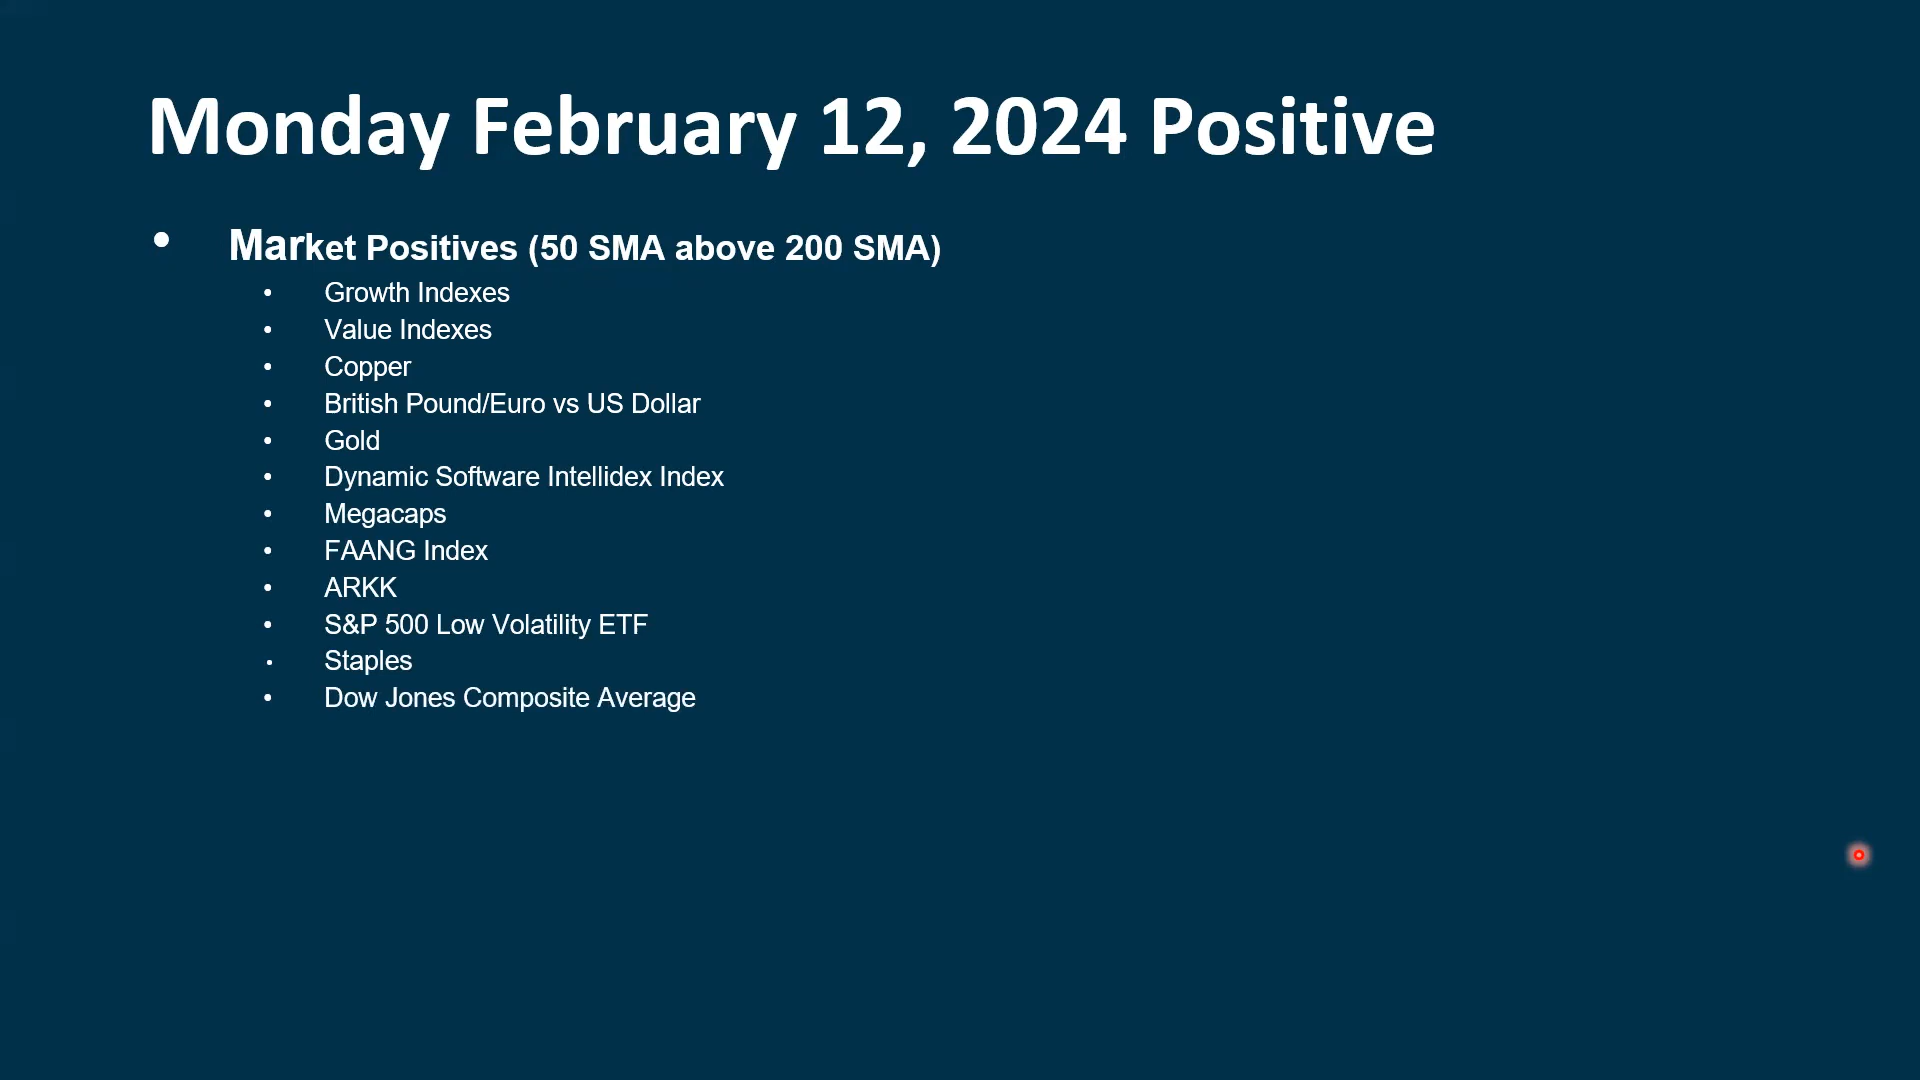 Monday February 12, 2024 Positive
• Market Positives (50 SMA above 200 SMA)
• Growth Indexes
• Value Indexes
• Copper
• British Pound/Euro vs US Dollar
• Gold
• Dynamic Software Intellidex Index
• Megacaps
• FAANG Index
• ARKK
• S&P 500 Low Volatility ETF
• Staples
• Dow Jones Composite Average